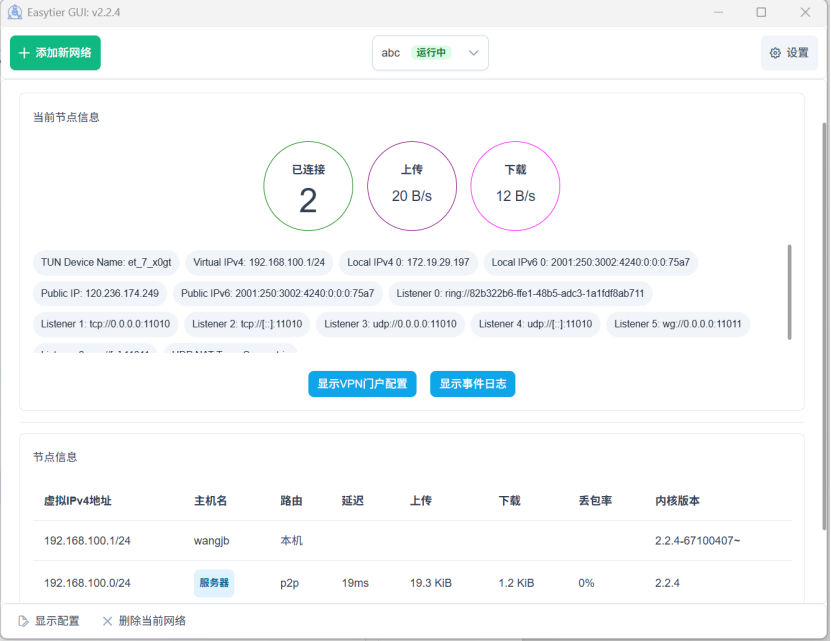 Easytier GUI: v2.2.4
添加新网络 abc 运行中 设置
当前节点信息
已连接 上传 下载
2 20 B/s 12 B/s
TUN Device Name: et_7_x0gt Virtual IPv4: 192.168.100.1/24 Local IPv4 0: 172.19.29.197 Local IPv6 0: 2001:250:3002:4240:0:0:0:75a7
Public IP: 120.236.174.249 Public IPv6: 2001:250:3002:4240:0:0:0:75a7 Listener 0: ring://82b322b6-ffe1-48b5-adc3-1a1fdf8ab711
Listener 1: tcp://0.0.0.0:11010 Listener 2: tcp://[::]:11010 Listener 3: udp://0.0.0.0:11010 Listener 4: udp://[::]:11010 Listener 5: wg://0.0.0.0:11011
显示VPN门户配置 显示事件日志
节点信息
虚拟IPv4地址 主机名 路由 延迟 上传 下载 丢包率 内核版本
192.168.100.1/24 wangjb 本机 2.2.4-67100407~
192.168.100.0/24 服务器 p2p 19ms 19.3 KiB 1.2 KiB 0% 2.2.4
显示配置 删除当前网络